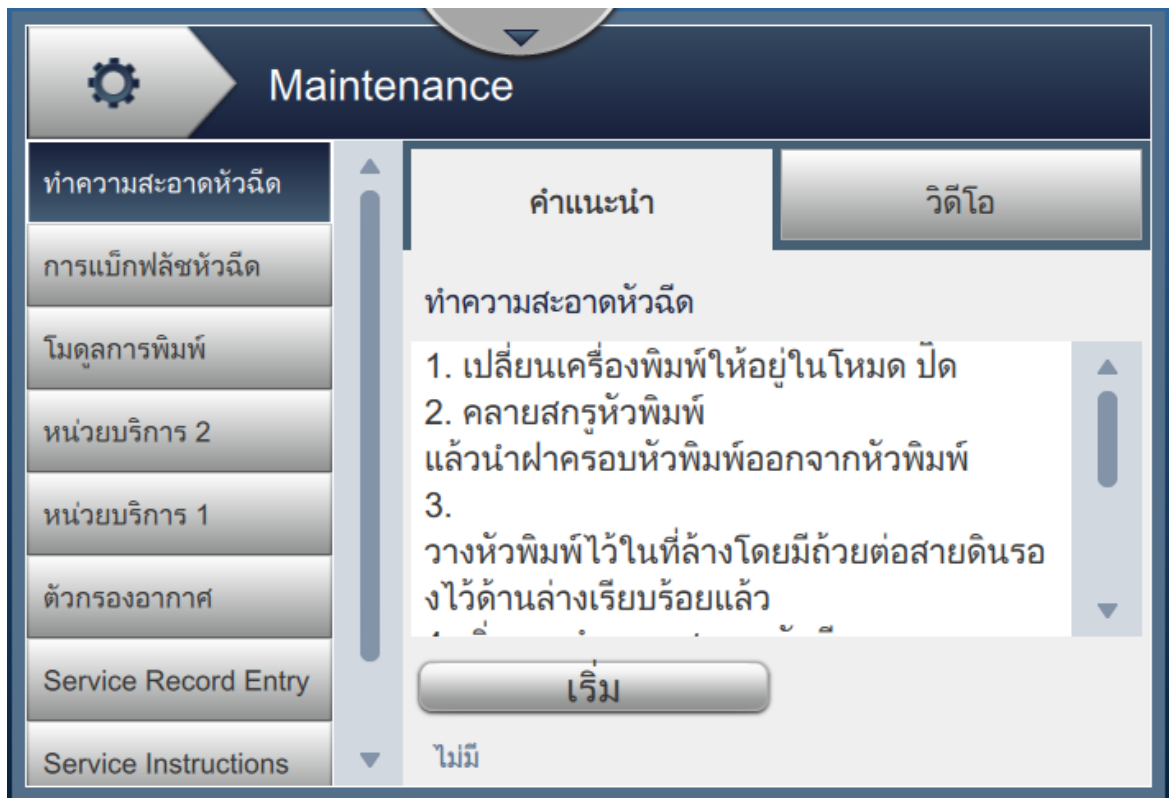 Maintenance
ทำความสะอาดหัวฉีด
การแบ็กฟลัชหัวฉีด
โมดูลการพิมพ์
หน่วยบริการ 2
หน่วยบริการ 1
ตัวกรองอากาศ
Service Record Entry
Service Instructions
คำแนะนำ
วิดีโอ
ทำความสะอาดหัวฉีด
1. เปลี่ยนเครื่องพิมพ์ให้อยู่ในโหมด ปิด
2. คลายสกรูหัวพิมพ์
แล้วนำฝาครอบหัวพิมพ์ออกจากหัวพิมพ์
3.
วางหัวพิมพ์ไว้ในที่ล้างโดยมีถ้วยต่อสายดินรอ
งไว้ด้านล่างเรียบร้อยแล้ว
เริ่ม
ไม่มี